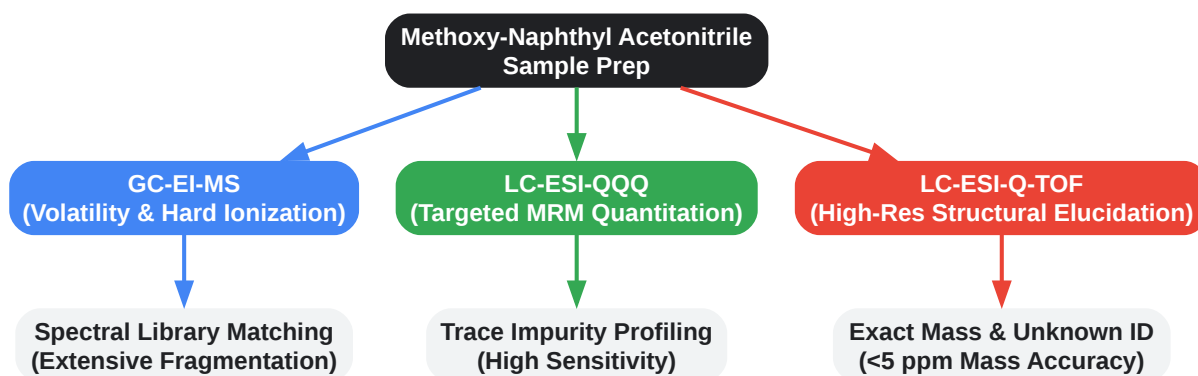 Methoxy-Naphthyl Acetonitrile
Sample Prep
GC-EI-MS
(Volatility & Hard Ionization)
LC-ESI-QQQ
(Targeted MRM Quantitation)
LC-ESI-Q-TOF
(High-Res Structural Elucidation)
Spectral Library Matching
(Extensive Fragmentation)
Trace Impurity Profiling
(High Sensitivity)
Exact Mass & Unknown ID
(<5 ppm Mass Accuracy)